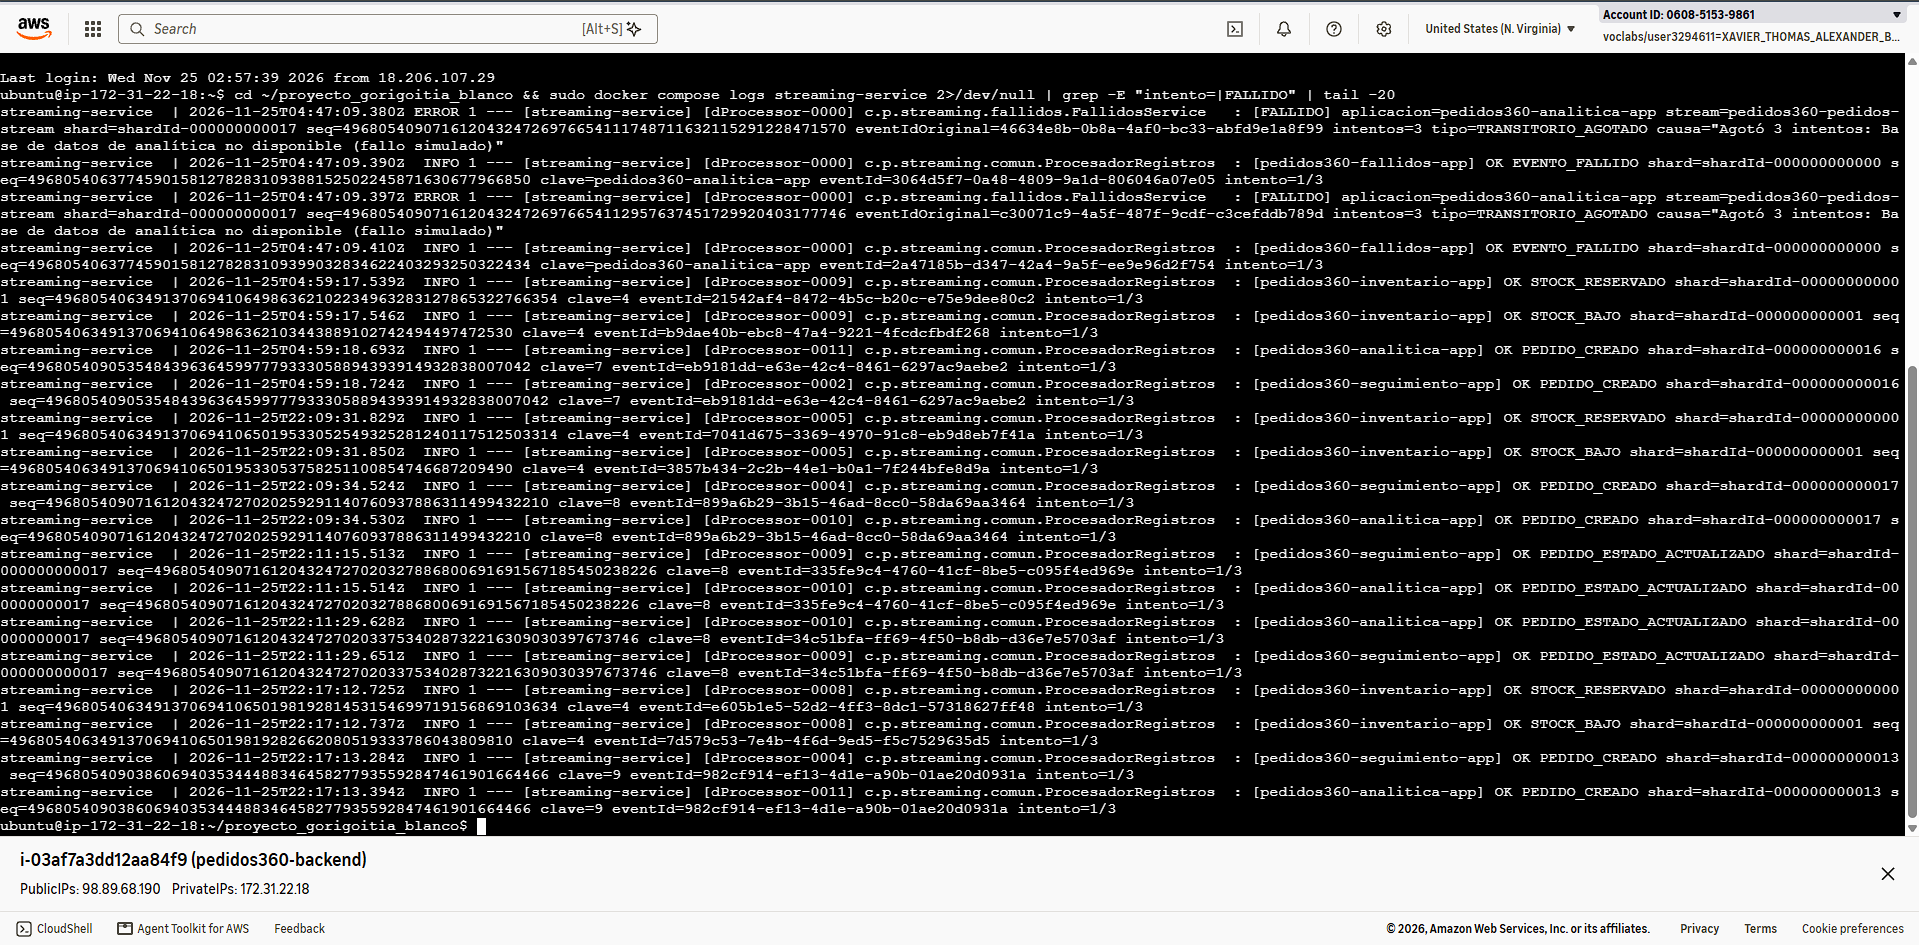 aws
Search
[Alt+S]
United States (N. Virginia)
Account ID: 0608-5153-9861
voclabs/user3294611=XAVIER_THOMAS_ALEXANDER_B...
Last login: Wed Nov 25 02:57:39 2026 from 18.206.107.29
ubuntu@ip-172-31-22-18:~$ cd ~/proyecto_gorigoitia_blanco && sudo docker compose logs streaming-service 2>/dev/null | grep -E "intento=|FALLIDO" | tail -20
streaming-service  | 2026-11-25T04:47:09.380Z ERROR 1 --- [streaming-service] [dProcessor-0000] c.p.streaming.fallidos.FallidosService   : [FALLIDO] aplicacion=pedidos360-analitica-app stream=pedidos360-pedidos-
stream shard=shardId-000000000017 seq=49680540907161204324726976654111748711632115291228471570 eventIdOriginal=46634e8b-0b8a-4af0-bc33-abfd9e1a8f99 intentos=3 tipo=TRANSITORIO_AGOTADO causa="Agotó 3 intentos: Ba
se de datos de analítica no disponible (fallo simulado)"
streaming-service  | 2026-11-25T04:47:09.390Z  INFO 1 --- [streaming-service] [dProcessor-0000] c.p.streaming.comun.ProcesadorRegistros  : [pedidos360-fallidos-app] OK EVENTO_FALLIDO shard=shardId-000000000000 s
eq=49680540637745901581278283109388152502245871630677966850 clave=pedidos360-analitica-app eventId=3064d5f7-0a48-4809-9a1d-806046a07e05 intento=1/3
streaming-service  | 2026-11-25T04:47:09.397Z ERROR 1 --- [streaming-service] [dProcessor-0000] c.p.streaming.fallidos.FallidosService   : [FALLIDO] aplicacion=pedidos360-analitica-app stream=pedidos360-pedidos-
stream shard=shardId-000000000017 seq=49680540907161204324726976654112957637451729920403177746 eventIdOriginal=c30071c9-4a5f-487f-9cdf-c3cefddb789d intentos=3 tipo=TRANSITORIO_AGOTADO causa="Agotó 3 intentos: Ba
se de datos de analítica no disponible (fallo simulado)"
streaming-service  | 2026-11-25T04:47:09.410Z  INFO 1 --- [streaming-service] [dProcessor-0000] c.p.streaming.comun.ProcesadorRegistros  : [pedidos360-fallidos-app] OK EVENTO_FALLIDO shard=shardId-000000000000 s
eq=49680540637745901581278283109399032834622403293250322434 clave=pedidos360-analitica-app eventId=2a47185b-d347-42a4-9a5f-ee9e96d2f754 intento=1/3
streaming-service  | 2026-11-25T04:59:17.539Z  INFO 1 --- [streaming-service] [dProcessor-0009] c.p.streaming.comun.ProcesadorRegistros  : [pedidos360-inventario-app] OK STOCK_RESERVADO shard=shardId-00000000000
1 seq=49680540634913706941064986362102234963283127865322766354 clave=4 eventId=21542af4-8472-4b5c-b20c-e75e9dee80c2 intento=1/3
streaming-service  | 2026-11-25T04:59:17.546Z  INFO 1 --- [streaming-service] [dProcessor-0009] c.p.streaming.comun.ProcesadorRegistros  : [pedidos360-inventario-app] OK STOCK_BAJO shard=shardId-000000000001 seq
=49680540634913706941064986362103443889102742494497472530 clave=4 eventId=b9dae40b-ebc8-47a4-9221-4fcdcfbdf268 intento=1/3
streaming-service  | 2026-11-25T04:59:18.693Z  INFO 1 --- [streaming-service] [dProcessor-0011] c.p.streaming.comun.ProcesadorRegistros  : [pedidos360-analitica-app] OK PEDIDO_CREADO shard=shardId-000000000016 s
eq=49680540905354843963645997779333058894393914932838007042 clave=7 eventId=eb9181dd-e63e-42c4-8461-6297ac9aebe2 intento=1/3
streaming-service  | 2026-11-25T04:59:18.724Z  INFO 1 --- [streaming-service] [dProcessor-0002] c.p.streaming.comun.ProcesadorRegistros  : [pedidos360-seguimiento-app] OK PEDIDO_CREADO shard=shardId-000000000016
 seq=49680540905354843963645997779333058894393914932838007042 clave=7 eventId=eb9181dd-e63e-42c4-8461-6297ac9aebe2 intento=1/3
streaming-service  | 2026-11-25T22:09:31.829Z  INFO 1 --- [streaming-service] [dProcessor-0005] c.p.streaming.comun.ProcesadorRegistros  : [pedidos360-inventario-app] OK STOCK_RESERVADO shard=shardId-00000000000
1 seq=49680540634913706941065019533052549325281240117512503314 clave=4 eventId=7041d675-3369-4970-91c8-eb9d8eb7f41a intento=1/3
streaming-service  | 2026-11-25T22:09:31.850Z  INFO 1 --- [streaming-service] [dProcessor-0005] c.p.streaming.comun.ProcesadorRegistros  : [pedidos360-inventario-app] OK STOCK_BAJO shard=shardId-000000000001 seq
=49680540634913706941065019533053758251100854746687209490 clave=4 eventId=3857b434-2c2b-44e1-b0a1-7f244bfe8d9a intento=1/3
streaming-service  | 2026-11-25T22:09:34.524Z  INFO 1 --- [streaming-service] [dProcessor-0004] c.p.streaming.comun.ProcesadorRegistros  : [pedidos360-seguimiento-app] OK PEDIDO_CREADO shard=shardId-000000000017
 seq=49680540907161204324727020259291140760937886311499432210 clave=8 eventId=899a6b29-3b15-46ad-8cc0-58da69aa3464 intento=1/3
streaming-service  | 2026-11-25T22:09:34.530Z  INFO 1 --- [streaming-service] [dProcessor-0010] c.p.streaming.comun.ProcesadorRegistros  : [pedidos360-analitica-app] OK PEDIDO_CREADO shard=shardId-000000000017 s
eq=49680540907161204324727020259291140760937886311499432210 clave=8 eventId=899a6b29-3b15-46ad-8cc0-58da69aa3464 intento=1/3
streaming-service  | 2026-11-25T22:11:15.513Z  INFO 1 --- [streaming-service] [dProcessor-0009] c.p.streaming.comun.ProcesadorRegistros  : [pedidos360-seguimiento-app] OK PEDIDO_ESTADO_ACTUALIZADO shard=shardId-
000000000017 seq=49680540907161204324727020327886800691691567185450238226 clave=8 eventId=335fe9c4-4760-41cf-8be5-c095f4ed969e intento=1/3
streaming-service  | 2026-11-25T22:11:15.514Z  INFO 1 --- [streaming-service] [dProcessor-0010] c.p.streaming.comun.ProcesadorRegistros  : [pedidos360-analitica-app] OK PEDIDO_ESTADO_ACTUALIZADO shard=shardId-00
0000000017 seq=49680540907161204324727020327886800691691567185450238226 clave=8 eventId=335fe9c4-4760-41cf-8be5-c095f4ed969e intento=1/3
streaming-service  | 2026-11-25T22:11:29.628Z  INFO 1 --- [streaming-service] [dProcessor-0010] c.p.streaming.comun.ProcesadorRegistros  : [pedidos360-analitica-app] OK PEDIDO_ESTADO_ACTUALIZADO shard=shardId-00
0000000017 seq=49680540907161204324727020337534028732216309030397673746 clave=8 eventId=34c51bfa-ff69-4f50-b8db-d36e7e5703af intento=1/3
streaming-service  | 2026-11-25T22:11:29.651Z  INFO 1 --- [streaming-service] [dProcessor-0009] c.p.streaming.comun.ProcesadorRegistros  : [pedidos360-seguimiento-app] OK PEDIDO_ESTADO_ACTUALIZADO shard=shardId-
000000000017 seq=49680540907161204324727020337534028732216309030397673746 clave=8 eventId=34c51bfa-ff69-4f50-b8db-d36e7e5703af intento=1/3
streaming-service  | 2026-11-25T22:17:12.725Z  INFO 1 --- [streaming-service] [dProcessor-0008] c.p.streaming.comun.ProcesadorRegistros  : [pedidos360-inventario-app] OK STOCK_RESERVADO shard=shardId-00000000000
1 seq=49680540634913706941065019819281453154699719156869103634 clave=4 eventId=e605b1e5-52d2-4ff3-8dc1-57318627ff48 intento=1/3
streaming-service  | 2026-11-25T22:17:12.737Z  INFO 1 --- [streaming-service] [dProcessor-0008] c.p.streaming.comun.ProcesadorRegistros  : [pedidos360-inventario-app] OK STOCK_BAJO shard=shardId-000000000001 seq
=49680540634913706941065019819282662080519333786043809810 clave=4 eventId=7d579c53-7e4b-4f6d-9ed5-f5c7529635d5 intento=1/3
streaming-service  | 2026-11-25T22:17:13.284Z  INFO 1 --- [streaming-service] [dProcessor-0004] c.p.streaming.comun.ProcesadorRegistros  : [pedidos360-seguimiento-app] OK PEDIDO_CREADO shard=shardId-000000000013
 seq=49680540903860694035344488346458277935592847461901664466 clave=9 eventId=982cf914-ef13-4d1e-a90b-01ae20d0931a intento=1/3
streaming-service  | 2026-11-25T22:17:13.394Z  INFO 1 --- [streaming-service] [dProcessor-0011] c.p.streaming.comun.ProcesadorRegistros  : [pedidos360-analitica-app] OK PEDIDO_CREADO shard=shardId-000000000013 s
eq=49680540903860694035344488346458277935592847461901664466 clave=9 eventId=982cf914-ef13-4d1e-a90b-01ae20d0931a intento=1/3
ubuntu@ip-172-31-22-18:~/proyecto_gorigoitia_blanco$
i-03af7a3dd12aa84f9 (pedidos360-backend)
PublicIPs: 98.89.68.190   PrivateIPs: 172.31.22.18
CloudShell
Agent Toolkit for AWS
Feedback
© 2026, Amazon Web Services, Inc. or its affiliates.
Privacy
Terms
Cookie preferences